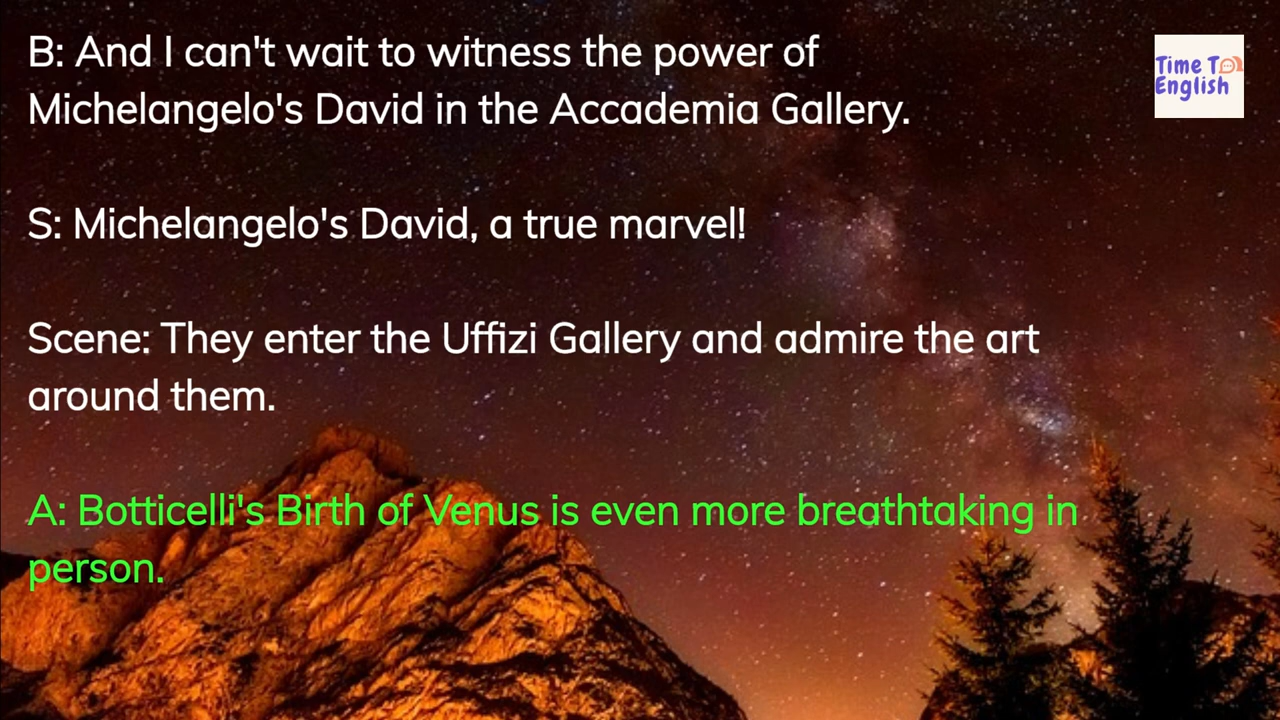 B: And I can't wait to witness the power of
Michelangelo's David in the Accademia Gallery.
S: Michelangelo's David, a true marvel!
Scene: They enter the Uffizi Gallery and admire the art
around them.
A: Botticelli's Birth of Venus is even more breathtaking in
person.
Time To
English